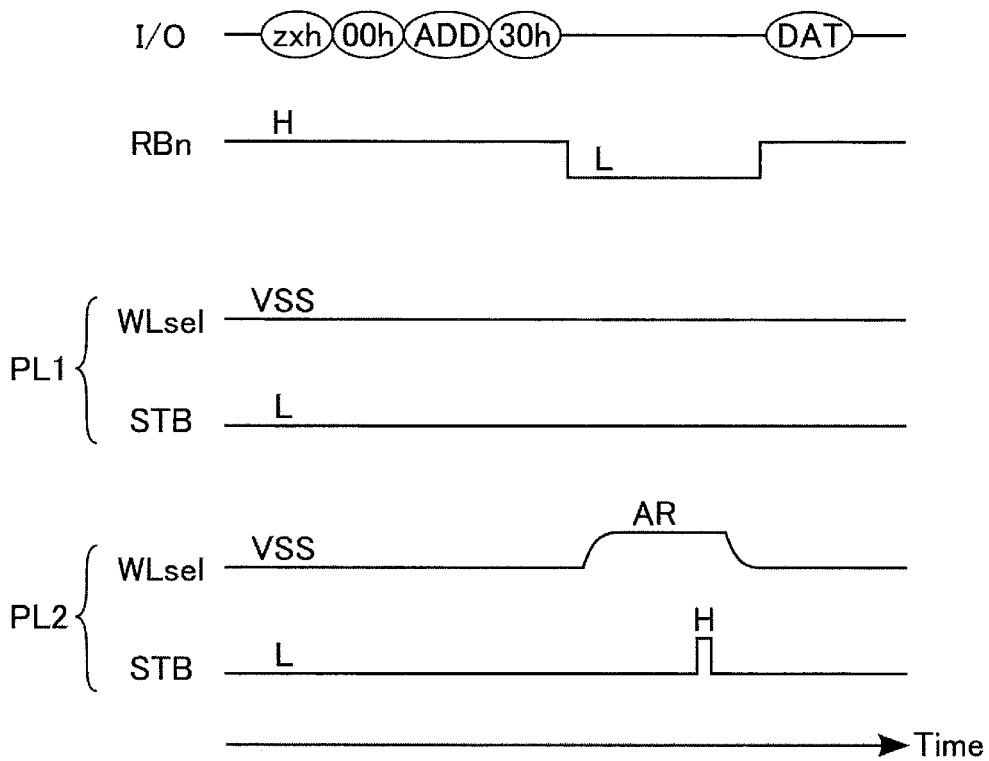 I/O zxh 00h ADD 30h DAT
RBn H L
PL1
WLsel VSS
STB L
PL2
WLsel VSS AR
STB L H
Time